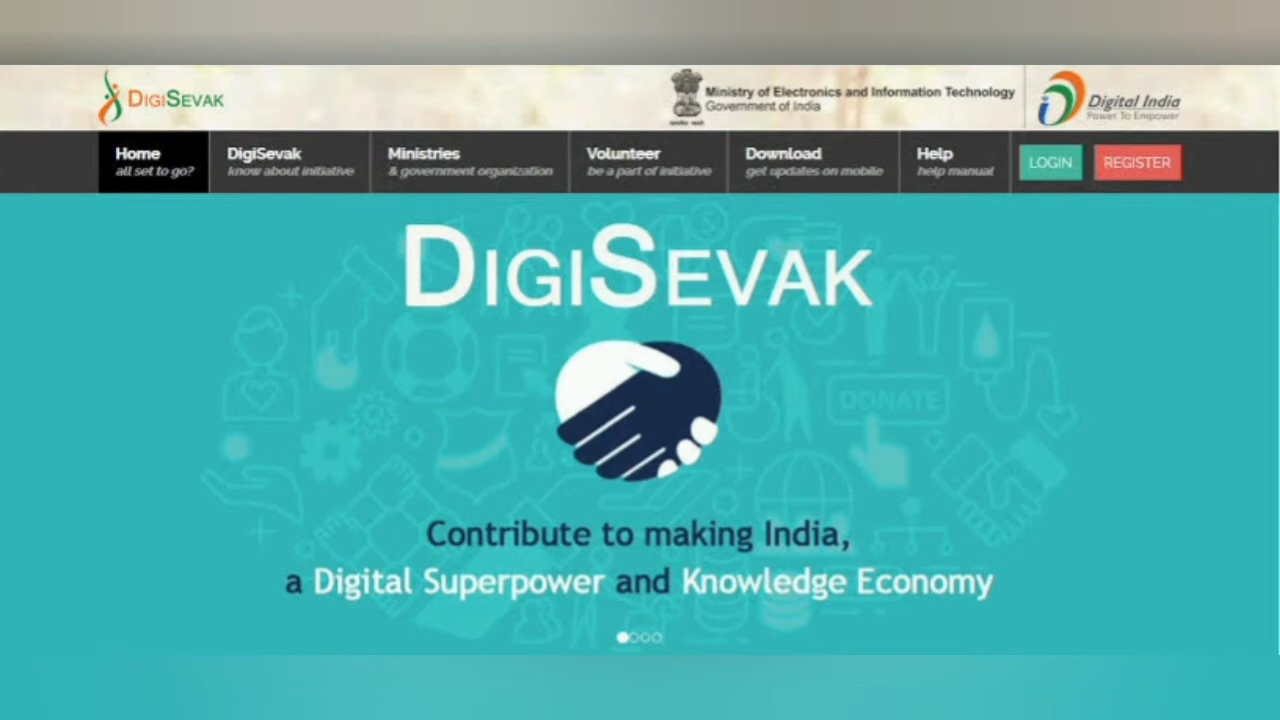 DIGISEVAK
Ministry of Electronics and Information Technology
Government of India
Digital India
Power To Empower
Home
all set to go?
DigiSevak
know about initiative
Ministries
& government organization
Volunteer
be a part of initiative
Download
get updates on mobile
Help
help manual
LOGIN
REGISTER
DIGISEVAK
DONATE
Contribute to making India,
a Digital Superpower and Knowledge Economy